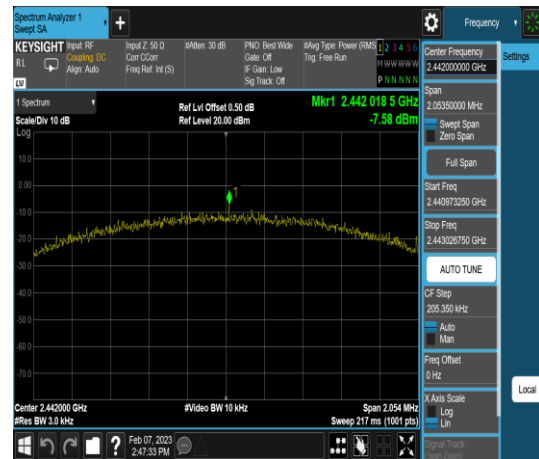 Spectrum Analyzer 1
Swept SA
+
Frequency
KEYSIGHT Input: RF Input Z: 50 Ω #Atten: 30 dB PNO: Best Wide #Avg Type: Power (RMS 1 2 3 4 5 6
RL Coupling: DC Corr CCorr Gate: Off Trig: Free Run M W W W W W
Align: Auto Freq Ref: Int (S) IF Gain: Low P N N N N N
Sig Track: Off
LXI
1 Spectrum
Ref Lvl Offset 0.50 dB Mkr1 2.442 018 5 GHz
Scale/Div 10 dB Ref Level 20.00 dBm -7.58 dBm
Log
10.0
0.00
1
-10.0
-20.0
-30.0
-40.0
-50.0
-60.0
-70.0
Center 2.442000 GHz #Video BW 10 kHz Span 2.054 MHz
#Res BW 3.0 kHz Sweep 217 ms (1001 pts)
? Feb 07, 2023
2:47:33 PM
Center Frequency
2.442000000 GHz
Settings
Span
2.05350000 MHz
Swept Span
Zero Span
Full Span
Start Freq
2.440973250 GHz
Stop Freq
2.443026750 GHz
AUTO TUNE
CF Step
205.350 kHz
Auto
Man
Freq Offset
0 Hz
Local
X Axis Scale
Log
Lin
Signal Track
(Span Zoom)